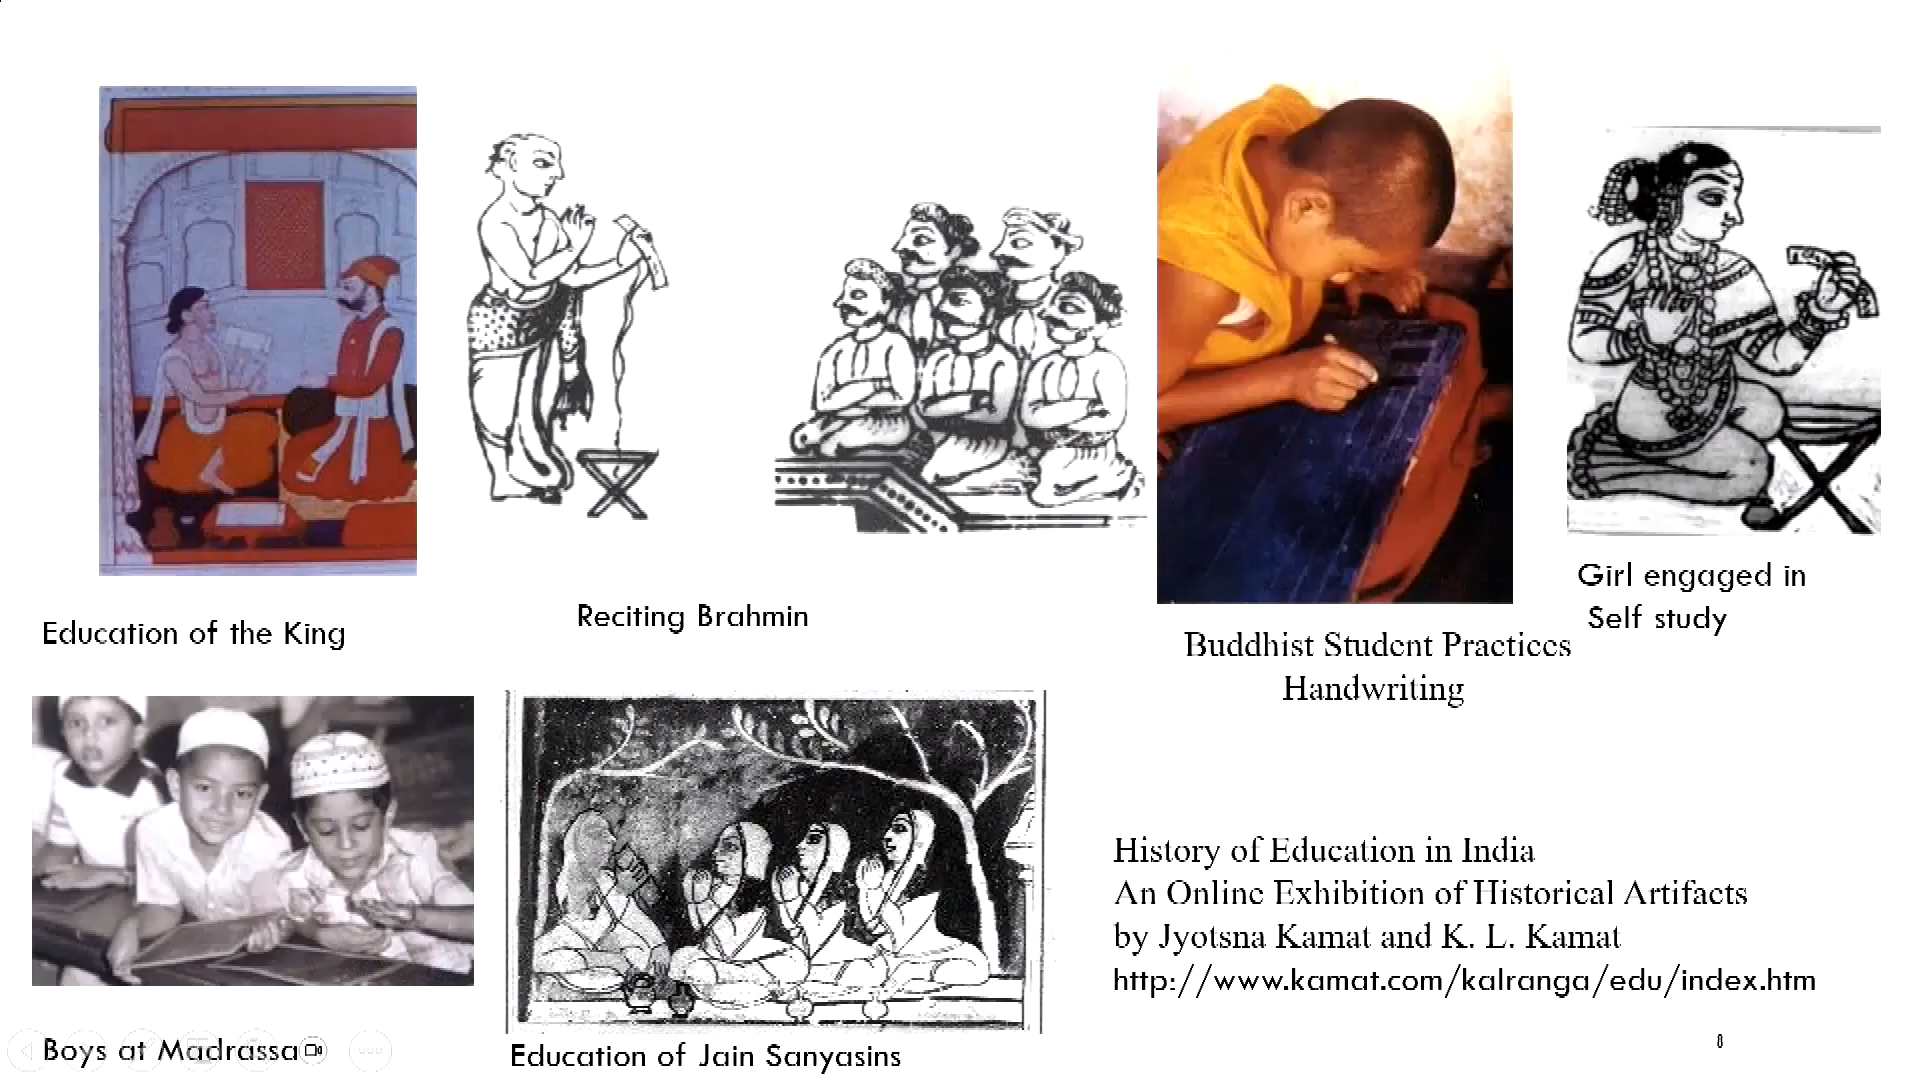 Education of the King
Reciting Brahmin
Buddhist Student Practices
Handwriting
Girl engaged in
Self study
Boys at Madrassa
Education of Jain Sanyasins
History of Education in India
An Online Exhibition of Historical Artifacts
by Jyotsna Kamat and K. L. Kamat
http://www.kamat.com/kalranga/edu/index.htm
8